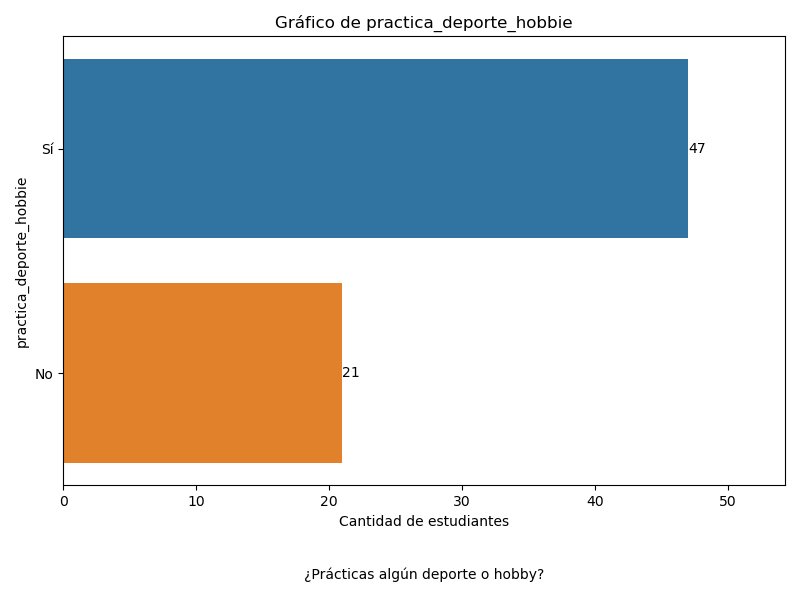 Gráfico de practica_deporte_hobbie
practica_deporte_hobbie
Sí
47
No
21
0 10 20 30 40 50
Cantidad de estudiantes
¿Prácticas algún deporte o hobby?